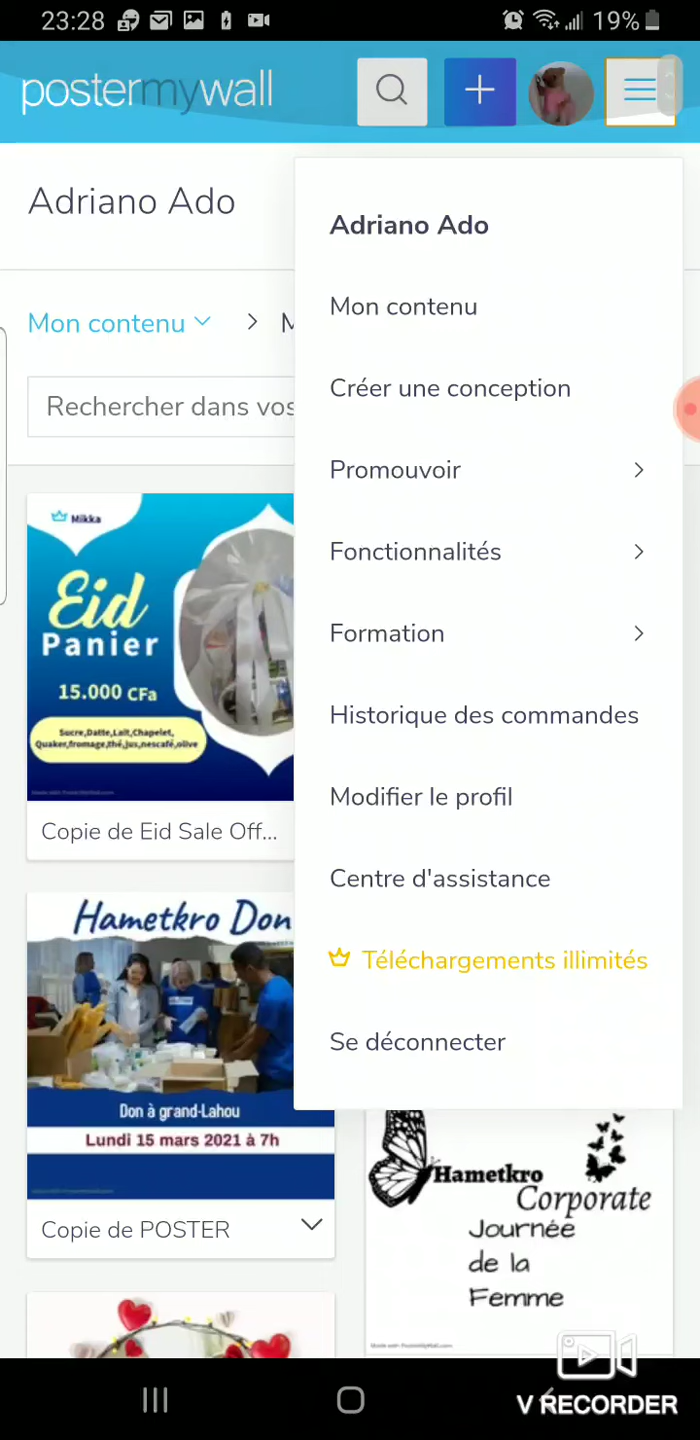 23:28
19%
postermywall
Adriano Ado
Adriano Ado
Mon contenu
Mon contenu
M
Créer une conception
Rechercher dans vos
Promouvoir
Fonctionnalités
Formation
Historique des commandes
Modifier le profil
Centre d'assistance
Téléchargements illimités
Se déconnecter
Mikka
Eid
Panier
15.000 CFa
Sucre,Datte,Lait,Chapelet,
Quaker,fromage,thé,jus,nescafé,olive
Copie de Eid Sale Off...
Hametkro Don
Don à grand-Lahou
Lundi 15 mars 2021 à 7h
Copie de POSTER
Hametkro
Corporate
Journée
de la
Femme
V RECORDER